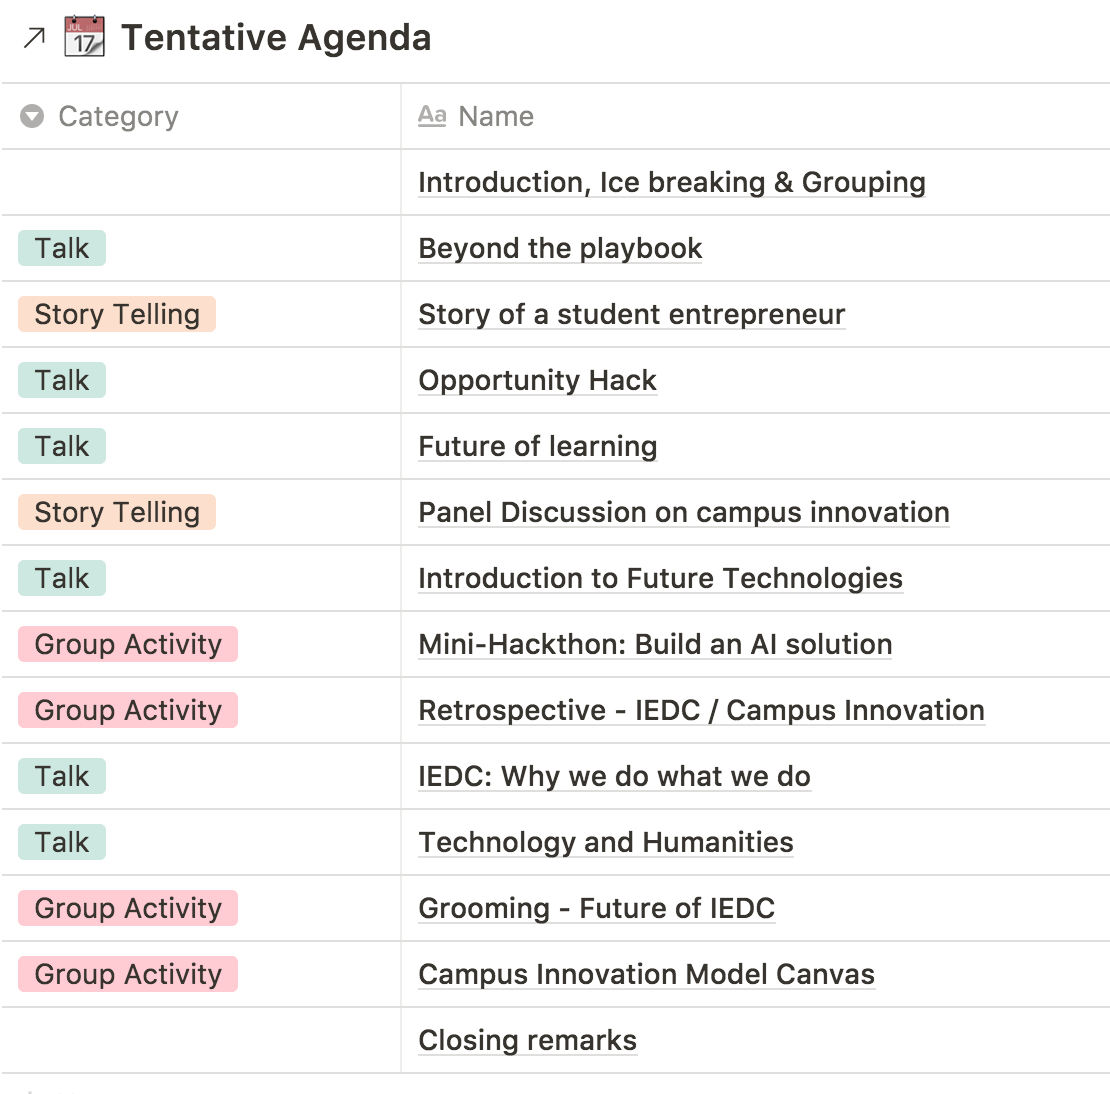 JUL
17
Tentative Agenda
Category Aa Name
Introduction, Ice breaking & Grouping
Talk Beyond the playbook
Story Telling Story of a student entrepreneur
Talk Opportunity Hack
Talk Future of learning
Story Telling Panel Discussion on campus innovation
Talk Introduction to Future Technologies
Group Activity Mini-Hackthon: Build an AI solution
Group Activity Retrospective - IEDC / Campus Innovation
Talk IEDC: Why we do what we do
Talk Technology and Humanities
Group Activity Grooming - Future of IEDC
Group Activity Campus Innovation Model Canvas
Closing remarks